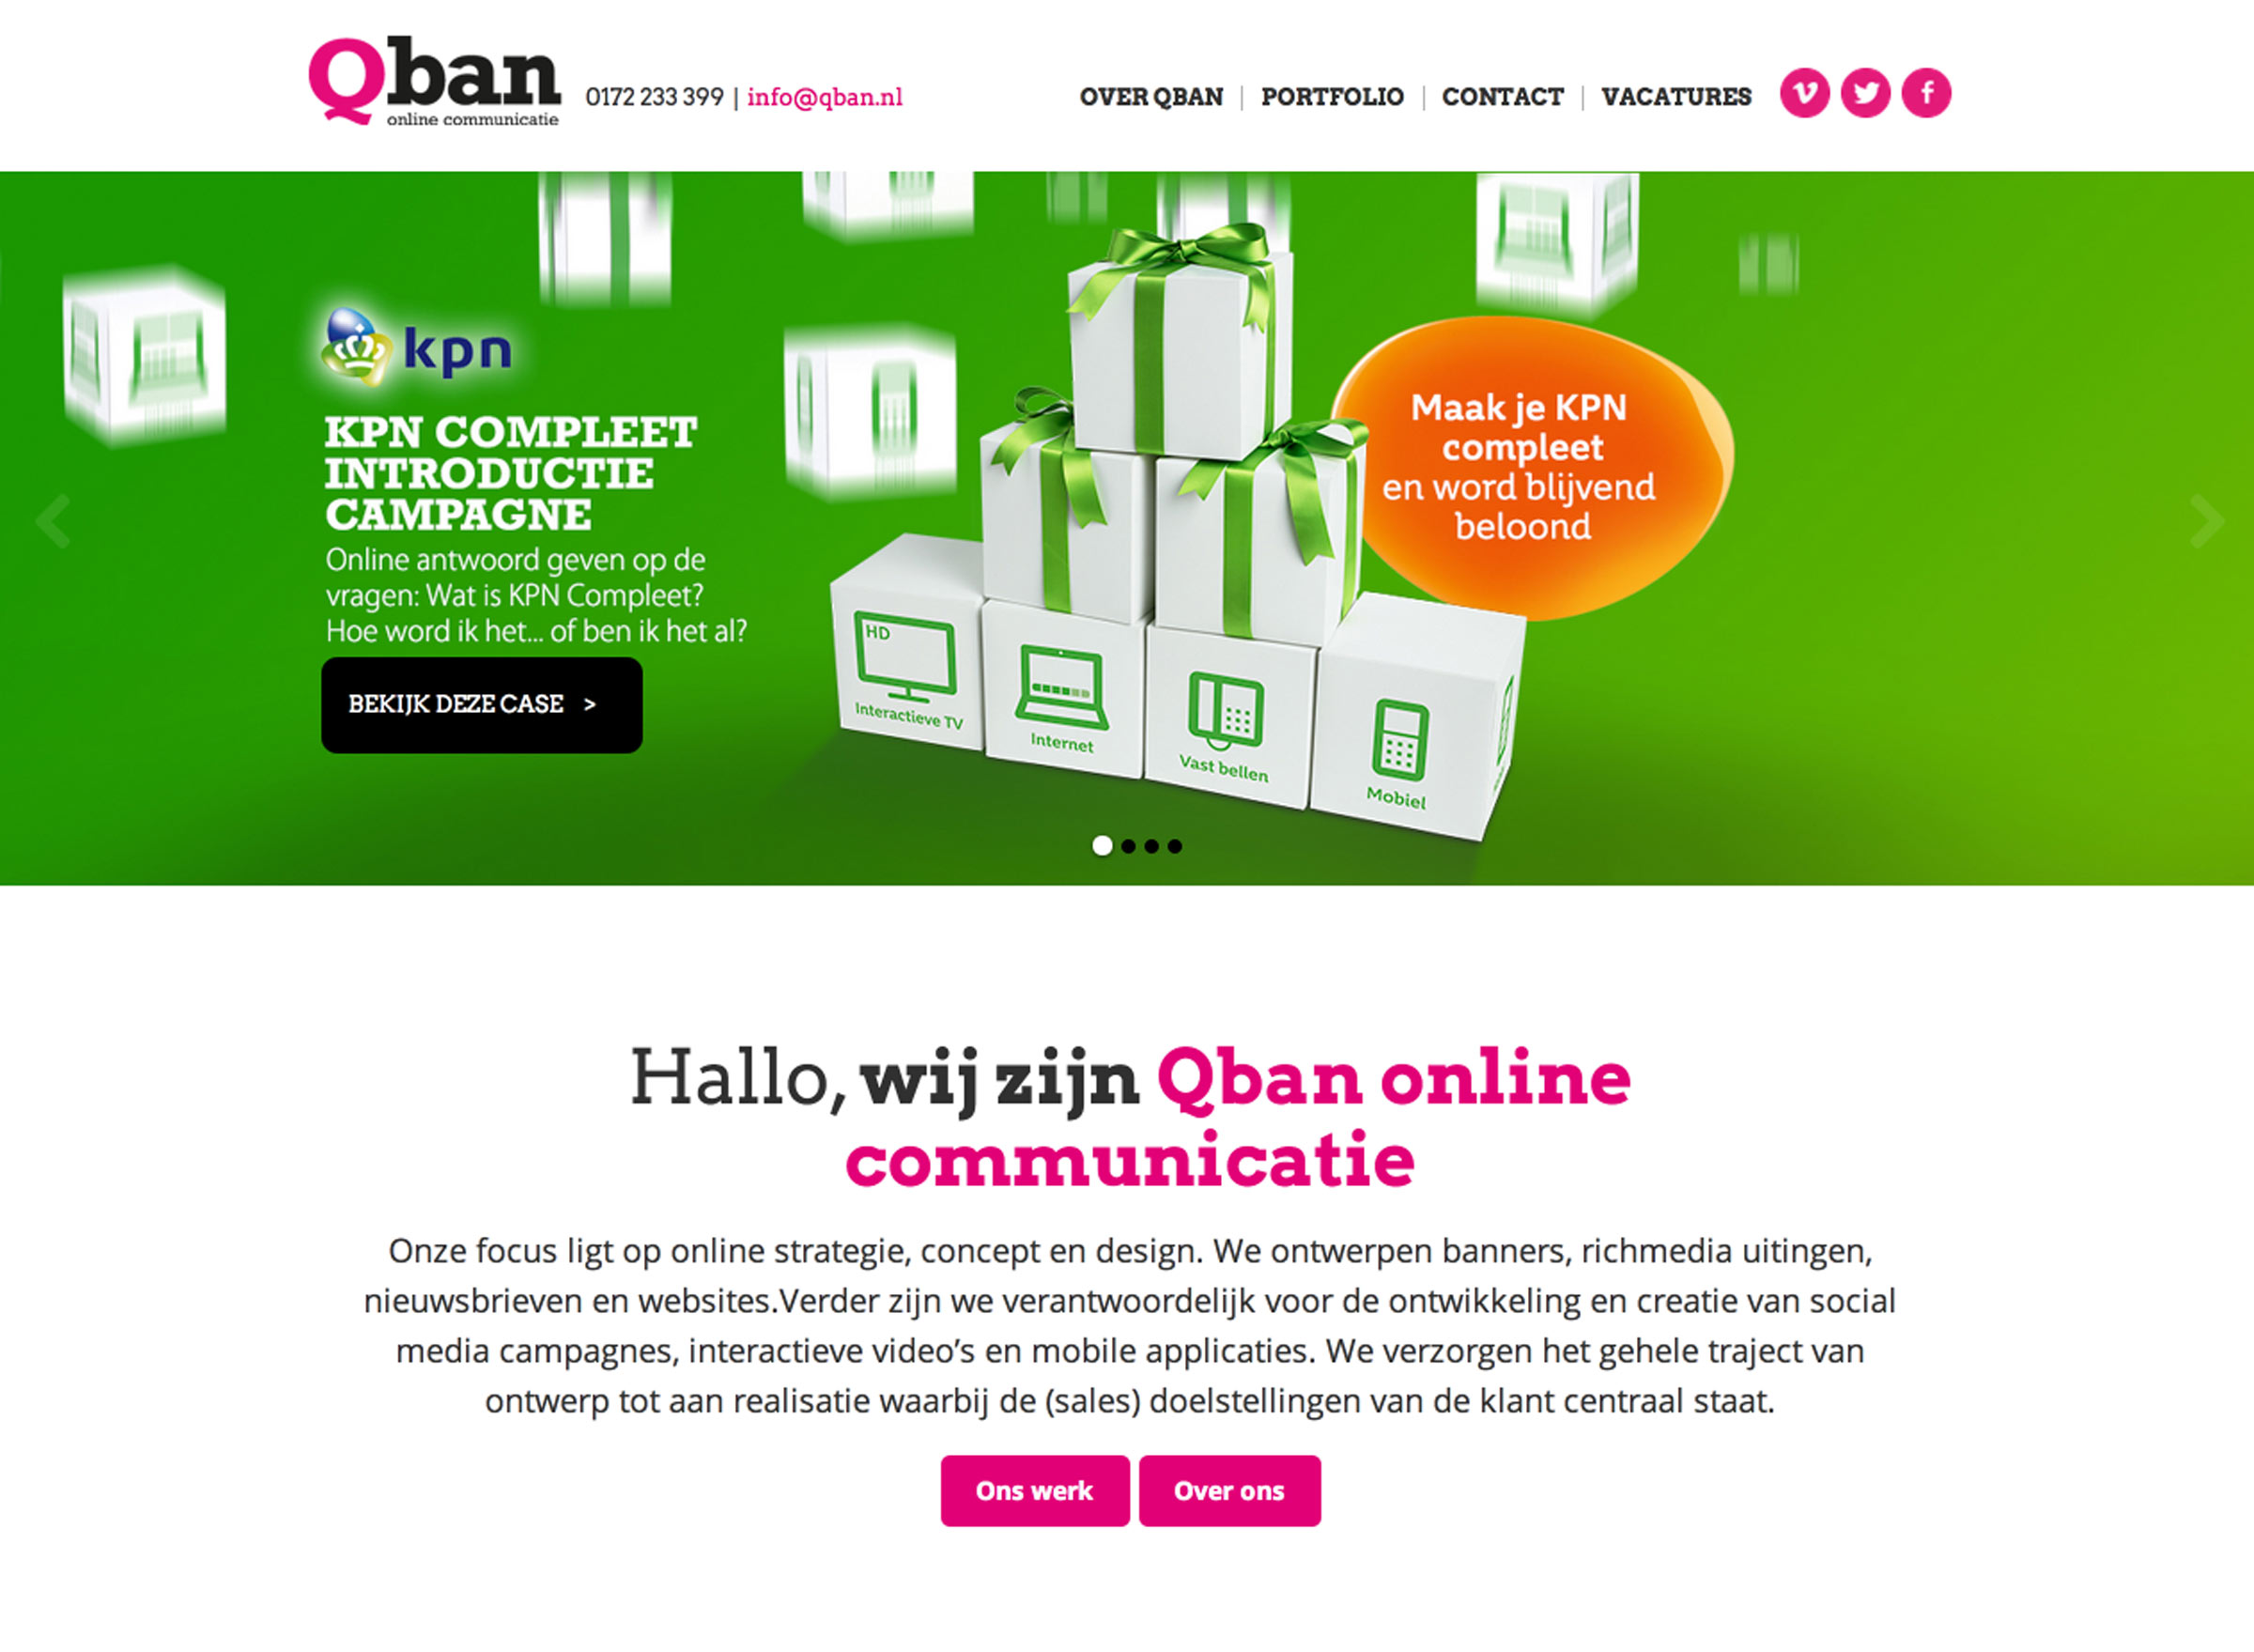 Qban
online communicatie
0172 233 399 | info@qban.nl
OVER QBAN | PORTFOLIO | CONTACT | VACATURES
kpn
KPN COMPLEET
INTRODUCTIE
CAMPAGNE
Online antwoord geven op de
vragen: Wat is KPN Compleet?
Hoe word ik het... of ben ik het al?
BEKIJK DEZE CASE >
Maak je KPN
compleet
en word blijvend
beloond
HD
Interactieve TV
Internet
Vast bellen
Mobiel
Hallo, wij zijn Qban online
communicatie
Onze focus ligt op online strategie, concept en design. We ontwerpen banners, richmedia uitingen,
nieuwsbrieven en websites.Verder zijn we verantwoordelijk voor de ontwikkeling en creatie van social
media campagnes, interactieve video’s en mobile applicaties. We verzorgen het gehele traject van
ontwerp tot aan realisatie waarbij de (sales) doelstellingen van de klant centraal staat.
Ons werk
Over ons